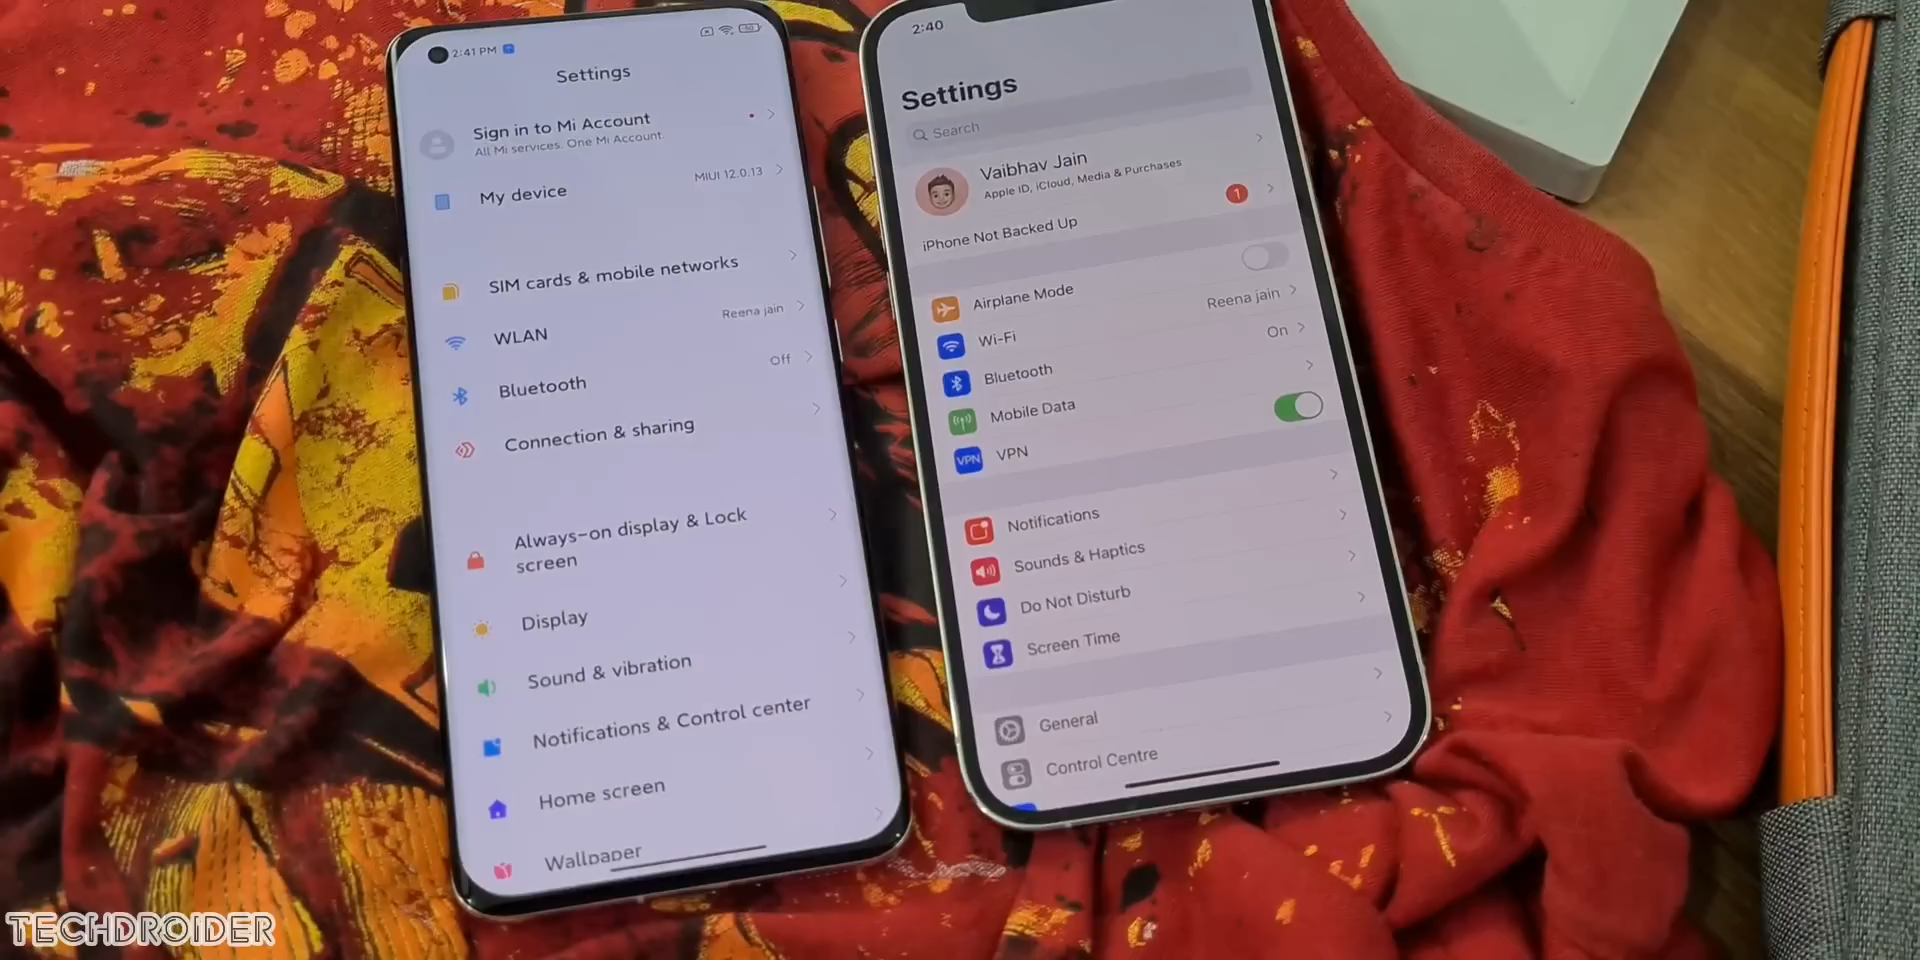 2:41 PM
Settings
Sign in to Mi Account
All Mi services. One Mi Account.
My device
MIUI 12.0.13
SIM cards & mobile networks
WLAN
Reena jain
Bluetooth
Off
Connection & sharing
Always-on display & Lock
screen
Display
Sound & vibration
Notifications & Control center
Home screen
Wallpaper
2:40
Settings
Search
Vaibhav Jain
Apple ID, iCloud, Media & Purchases
iPhone Not Backed Up
1
Airplane Mode
Wi-Fi
Reena jain
Bluetooth
On
Mobile Data
VPN
VPN
Notifications
Sounds & Haptics
Do Not Disturb
Screen Time
General
Control Centre
TECHDROIDER